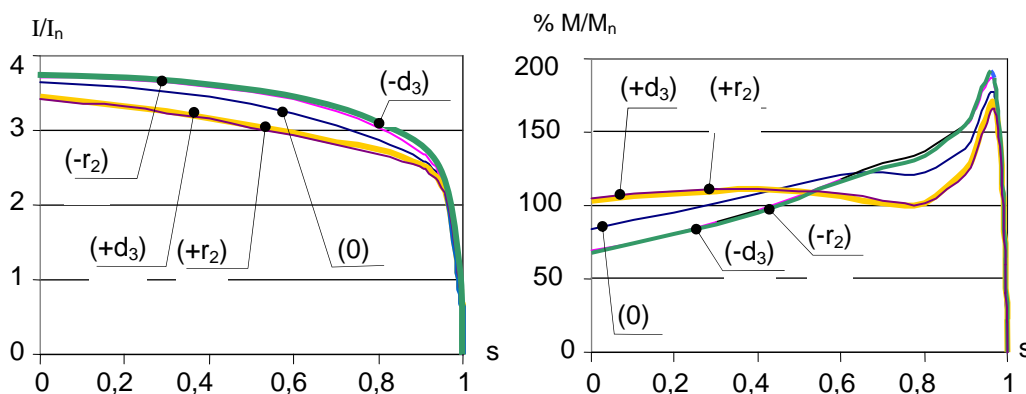 I/Iₙ
4
3
2
1
0
0
0,2
0,4
0,6
0,8
1
s
(-d₃)
(-r₂)
(+d₃)
(+r₂)
(0)
% M/Mₙ
200
150
100
50
0
0
0,2
0,4
0,6
0,8
1
s
(+d₃)
(+r₂)
(-r₂)
(-d₃)
(0)